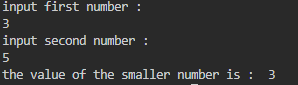 input first number :
3
input second number :
5
the value of the smaller number is :  3